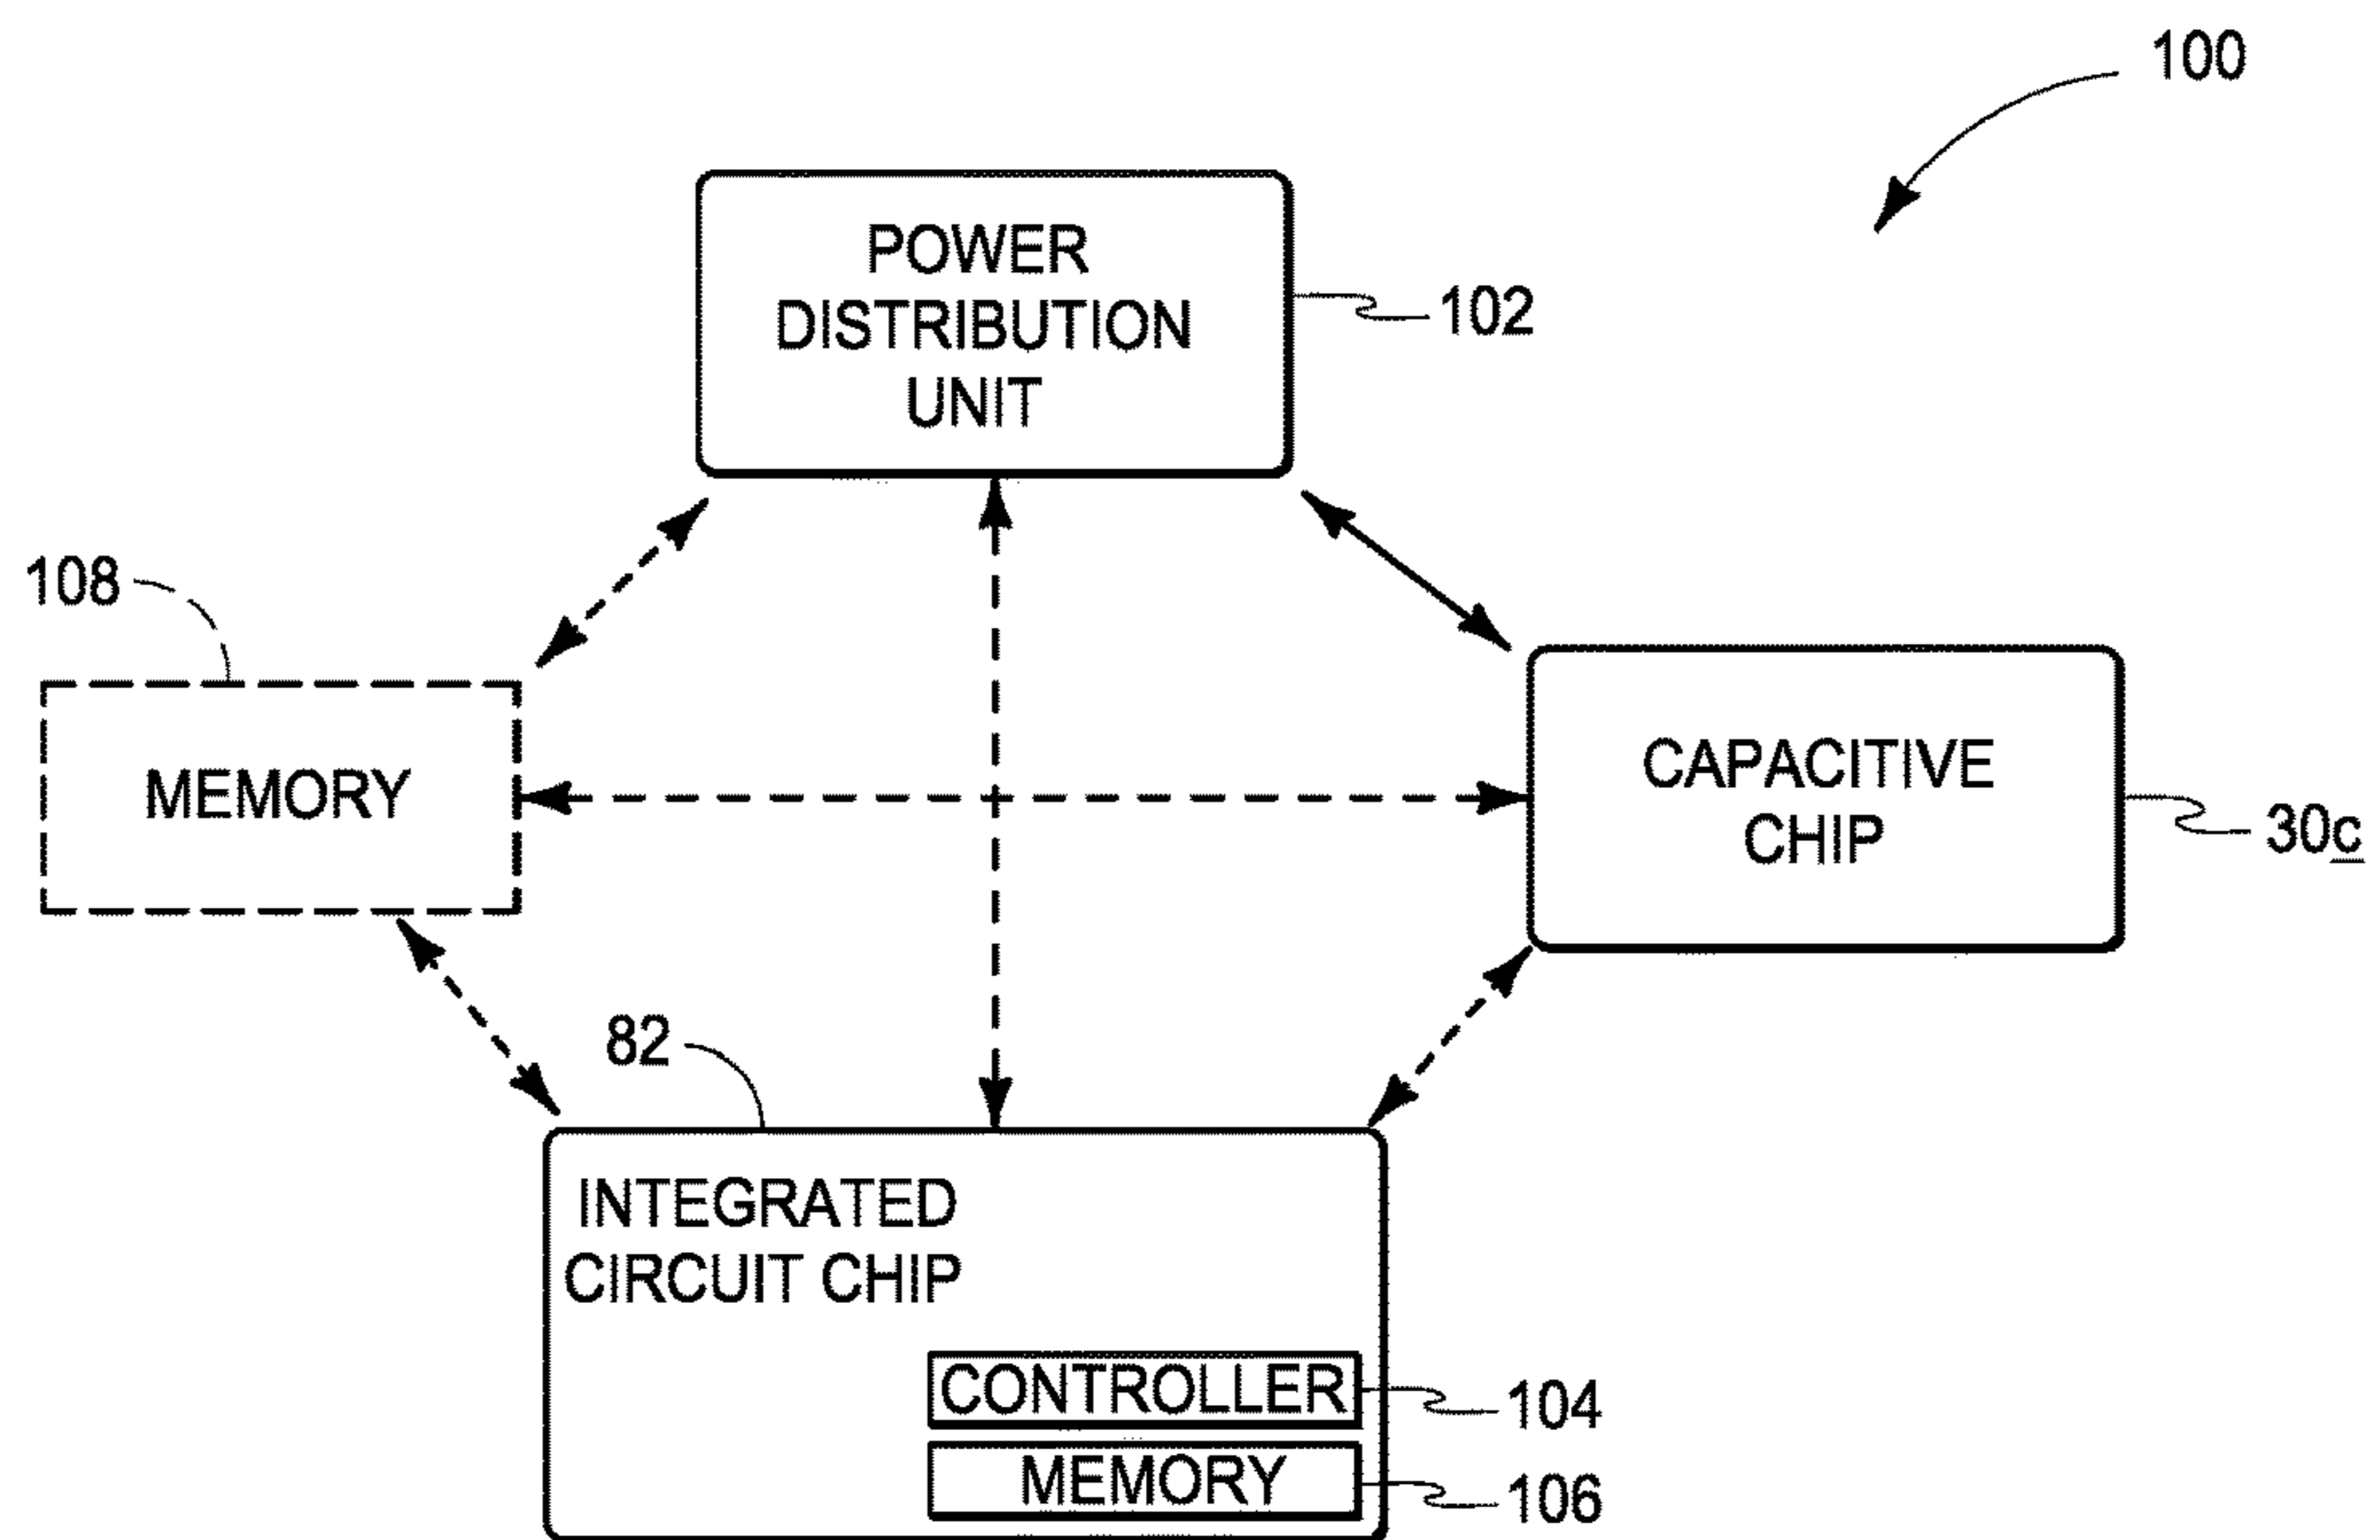 100
POWER
DISTRIBUTION
UNIT
102
108
MEMORY
CAPACITIVE
CHIP
30c
82
INTEGRATED
CIRCUIT CHIP
CONTROLLER
104
MEMORY
106